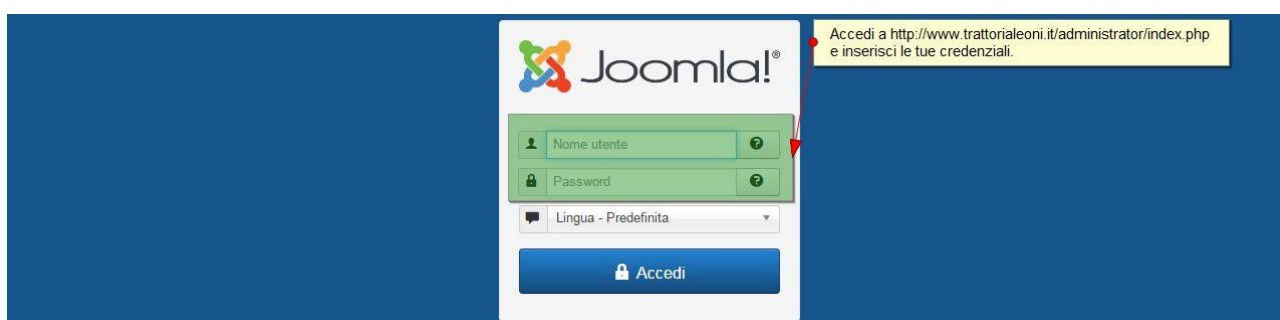 Joomla!®
Accedi a http://www.trattorialeoni.it/administrator/index.php
e inserisci le tue credenziali.
Nome utente
Password
Lingua - Predefinita
Accedi